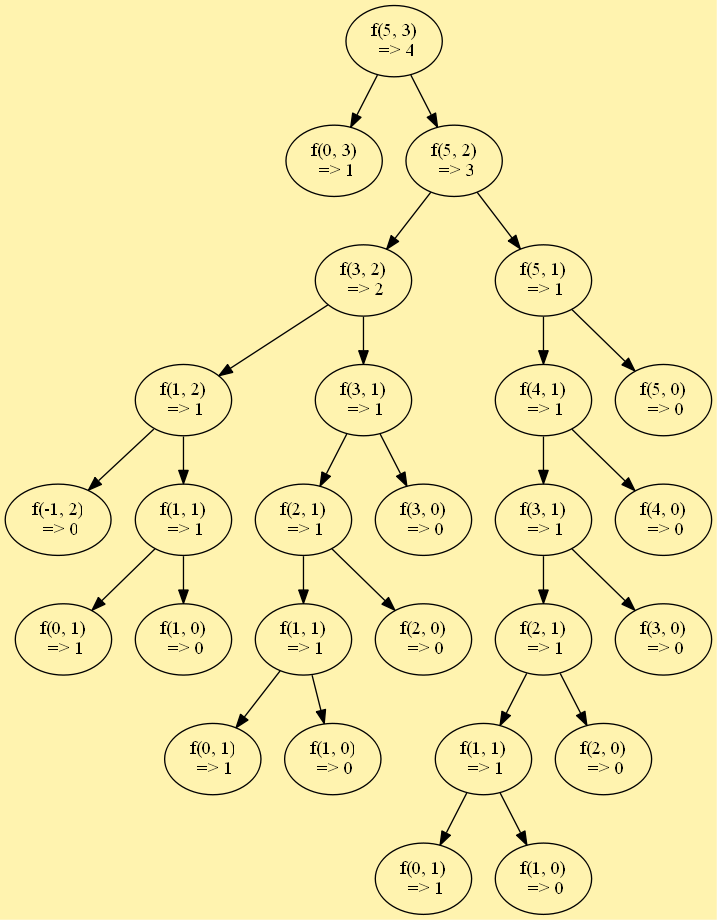 f(5, 3)
=> 4
f(0, 3)
=> 1
f(5, 2)
=> 3
f(3, 2)
=> 2
f(5, 1)
=> 1
f(1, 2)
=> 1
f(3, 1)
=> 1
f(4, 1)
=> 1
f(5, 0)
=> 0
f(-1, 2)
=> 0
f(1, 1)
=> 1
f(2, 1)
=> 1
f(3, 0)
=> 0
f(3, 1)
=> 1
f(4, 0)
=> 0
f(0, 1)
=> 1
f(1, 0)
=> 0
f(1, 1)
=> 1
f(2, 0)
=> 0
f(2, 1)
=> 1
f(3, 0)
=> 0
f(0, 1)
=> 1
f(1, 0)
=> 0
f(1, 1)
=> 1
f(2, 0)
=> 0
f(0, 1)
=> 1
f(1, 0)
=> 0